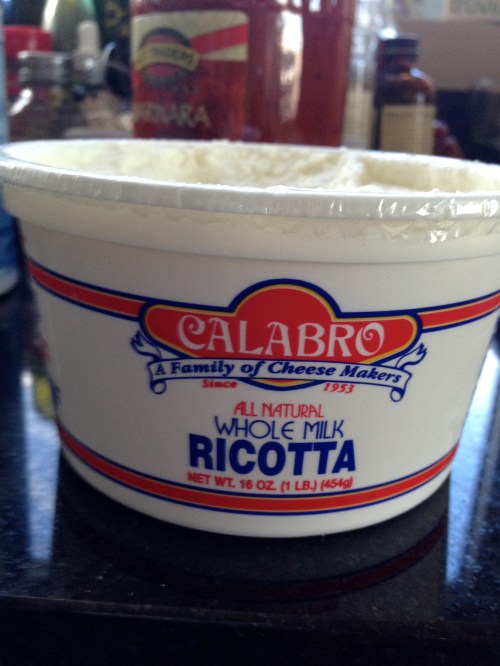 ARINARA
CALABRO
A Family of Cheese Makers
Since 1953
ALL NATURAL
WHOLE MILK
RICOTTA
NET WT. 16 OZ. (1 LB.) (454g)